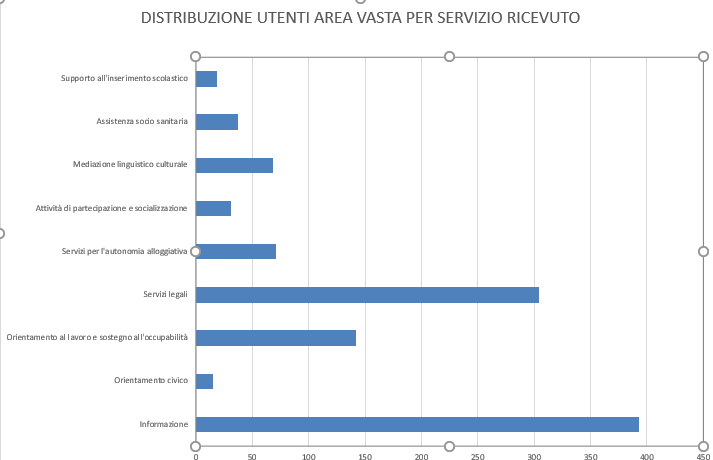 DISTRIBUZIONE UTENTI AREA VASTA PER SERVIZIO RICEVUTO
Supporto all'inserimento scolastico
Assistenza socio sanitaria
Mediazione linguistico culturale
Attività di partecipazione e socializzazione
Servizi per l'autonomia alloggiativa
Servizi legali
Orientamento al lavoro e sostegno all'occupabilità
Orientamento civico
Informazione
0 50 100 150 200 250 300 350 400 450